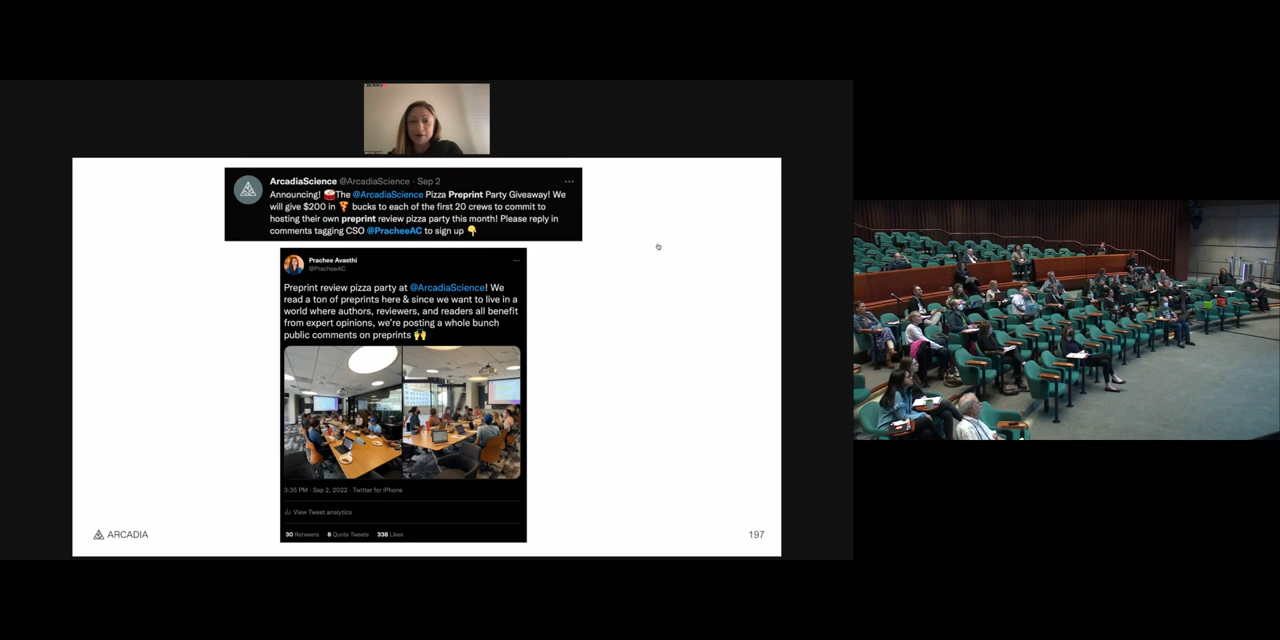 ArcadiaScience @ArcadiaScience · Sep 2
Announcing! 🥁The @ArcadiaScience Pizza Preprint Party Giveaway! We
will give $200 in 🍕 bucks to each of the first 20 crews to commit to
hosting their own preprint review pizza party this month! Please reply in
comments tagging CSO @PracheeAC to sign up 👇
Prachee Avasthi
@PracheeAC
Preprint review pizza party at @ArcadiaScience! We
read a ton of preprints here & since we want to live in a
world where authors, reviewers, and readers all benefit
from expert opinions, we're posting a whole bunch
public comments on preprints 🙌
3:35 PM · Sep 2, 2022 · Twitter for iPhone
View Tweet analytics
30 Retweets 8 Quote Tweets 338 Likes
ARCADIA
197